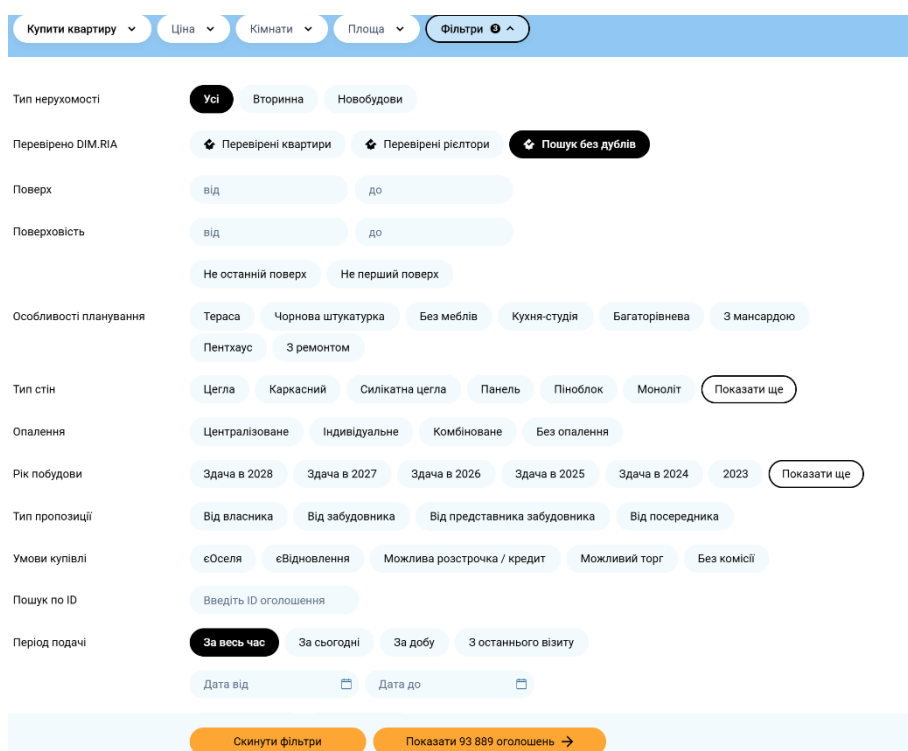 Купити квартиру Ціна Кімнати Площа Фільтри 3
Тип нерухомості Усі Вторинна Новобудови
Перевірено DIM.RIA Перевірені квартири Перевірені рієлтори Пошук без дублів
Поверх від до
Поверховість від до
Не останній поверх Не перший поверх
Особливості планування Тераса Чорнова штукатурка Без меблів Кухня-студія Багаторівнева З мансардою
Пентхаус З ремонтом
Тип стін Цегла Каркасний Силікатна цегла Панель Піноблок Моноліт Показати ще
Опалення Централізоване Індивідуальне Комбіноване Без опалення
Рік побудови Здача в 2028 Здача в 2027 Здача в 2026 Здача в 2025 Здача в 2024 2023 Показати ще
Тип пропозиції Від власника Від забудовника Від представника забудовника Від посередника
Умови купівлі єОселя єВідновлення Можлива розстрочка / кредит Можливий торг Без комісії
Пошук по ID Введіть ID оголошення
Період подачі За весь час За сьогодні За добу З останнього візиту
Дата від Дата до
Скинути фільтри Показати 93 889 оголошень →